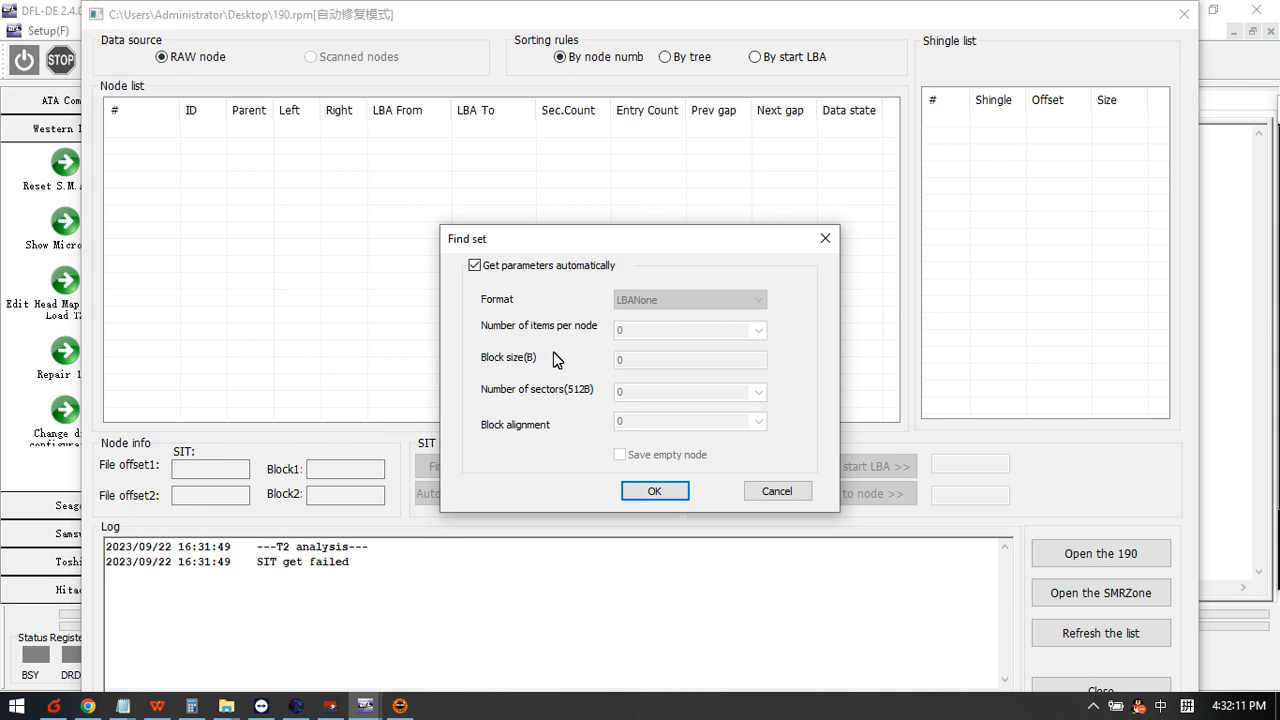 DFL-DE 2.4.0
C:\Users\Administrator\Desktop\190.rpm[自动修复模式]
Setup(F)
STOP
ATA Com
Western
Reset S.M.
Show Micro
Edit Head Map
Load T
Repair 1
Change d
configura
Seag
Sams
Toshi
Hitac
Status Registe
BSY DRD
Data source
RAW node
Scanned nodes
Sorting rules
By node numb
By tree
By start LBA
Shingle list
Node list
# ID Parent Left Right LBA From LBA To Sec.Count Entry Count Prev gap Next gap Data state
# Shingle Offset Size
Find set
Get parameters automatically
Format LBANone
Number of items per node 0
Block size(B) 0
Number of sectors(512B) 0
Block alignment 0
Save empty node
OK
Cancel
Node info
SIT:
File offset1:
Block1:
File offset2:
Block2:
SIT
Fi
Auto
start LBA >>
to node >>
Log
2023/09/22 16:31:49 ---T2 analysis---
2023/09/22 16:31:49 SIT get failed
Open the 190
Open the SMRZone
Refresh the list
Close
中
拼
4:32:11 PM